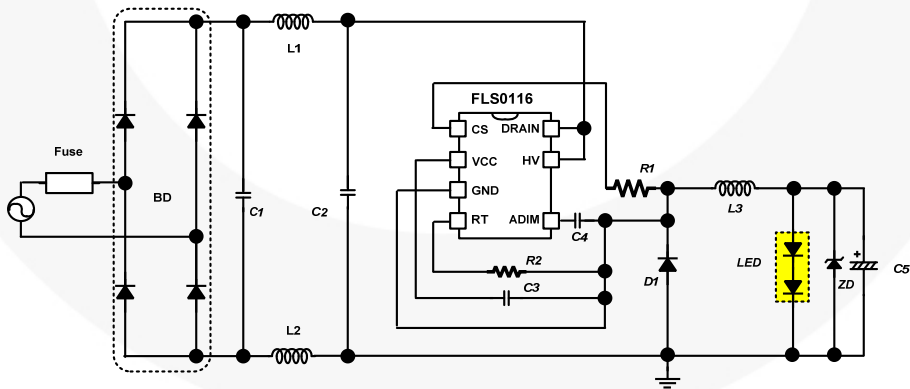 L1
FLS0116
CS DRAIN
Fuse
VCC HV
R1
BD
C1
C2
GND
RT ADIM
C4
L3
R2
D1
LED
ZD
+
C5
C3
L2